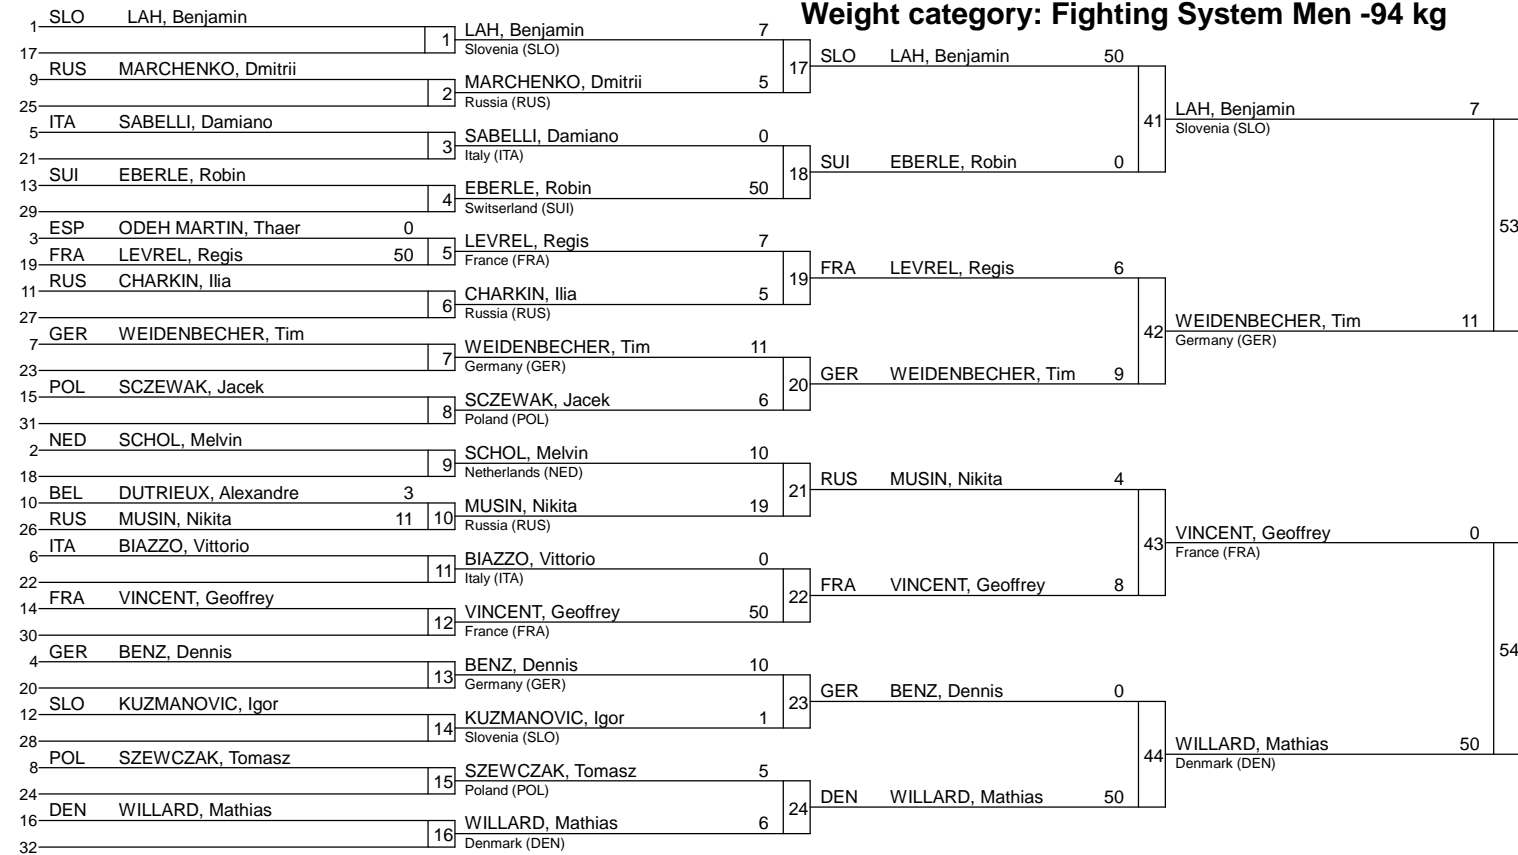 Weight category: Fighting System Men -94 kg
1 SLO LAH, Benjamin
17
1
9 RUS MARCHENKO, Dmitrii
25
2
5 ITA SABELLI, Damiano
21
3
13 SUI EBERLE, Robin
29
4
3 ESP ODEH MARTIN, Thaer 0
19 FRA LEVREL, Regis 50
5
11 RUS CHARKIN, Ilia
27
6
7 GER WEIDENBECHER, Tim
23
7
15 POL SCZEWAK, Jacek
31
8
2 NED SCHOL, Melvin
18
9
10 BEL DUTRIEUX, Alexandre 3
26 RUS MUSIN, Nikita 11
10
6 ITA BIAZZO, Vittorio
22
11
14 FRA VINCENT, Geoffrey
30
12
4 GER BENZ, Dennis
20
13
12 SLO KUZMANOVIC, Igor
28
14
8 POL SZEWCZAK, Tomasz
24
15
16 DEN WILLARD, Mathias
32
16
LAH, Benjamin 7
Slovenia (SLO)
17
MARCHENKO, Dmitrii 5
Russia (RUS)
SABELLI, Damiano 0
Italy (ITA)
18
EBERLE, Robin 50
Switserland (SUI)
LEVREL, Regis 7
France (FRA)
19
CHARKIN, Ilia 5
Russia (RUS)
WEIDENBECHER, Tim 11
Germany (GER)
20
SCZEWAK, Jacek 6
Poland (POL)
SCHOL, Melvin 10
Netherlands (NED)
21
MUSIN, Nikita 19
Russia (RUS)
BIAZZO, Vittorio 0
Italy (ITA)
22
VINCENT, Geoffrey 50
France (FRA)
BENZ, Dennis 10
Germany (GER)
23
KUZMANOVIC, Igor 1
Slovenia (SLO)
SZEWCZAK, Tomasz 5
Poland (POL)
24
WILLARD, Mathias 6
Denmark (DEN)
SLO LAH, Benjamin 50
41
SUI EBERLE, Robin 0
FRA LEVREL, Regis 6
42
GER WEIDENBECHER, Tim 9
RUS MUSIN, Nikita 4
43
FRA VINCENT, Geoffrey 8
GER BENZ, Dennis 0
44
DEN WILLARD, Mathias 50
LAH, Benjamin 7
Slovenia (SLO)
53
WEIDENBECHER, Tim 11
Germany (GER)
VINCENT, Geoffrey 0
France (FRA)
54
WILLARD, Mathias 50
Denmark (DEN)